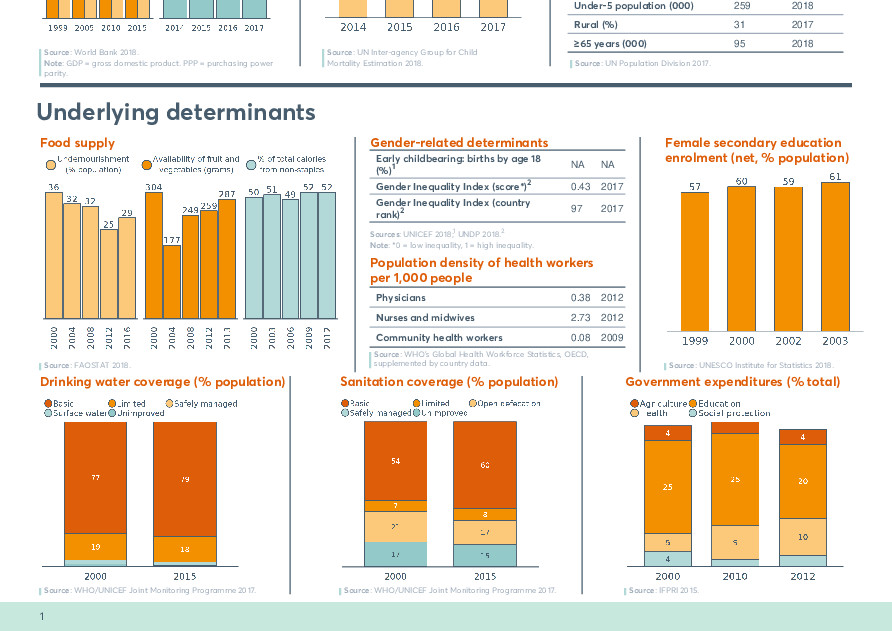 1999 2005 2010 2015
2014 2015 2016 2017
2014 2015 2016 2017
Under-5 population (000) 259 2018
Rural (%) 31 2017
≥65 years (000) 95 2018
Source: World Bank 2018.
Note: GDP = gross domestic product. PPP = purchasing power
parity.
Source: UN Inter-agency Group for Child
Mortality Estimation 2018.
Source: UN Population Division 2017.
Underlying determinants
Food supply
Undernourishment
(% population)
Availability of fruit and
vegetables (grams)
% of total calories
from non-staples
36 32 32 25 29
304 177 249 259 287
50 51 49 52 52
2000 2004 2008 2012 2016
2000 2004 2008 2012
2000 2006 2009 2012
Source: FAOSTAT 2018.
Gender-related determinants
Early childbearing: births by age 18
(%)1 NA NA
Gender Inequality Index (score*)2 0.43 2017
Gender Inequality Index (country
rank)2 97 2017
Sources: UNICEF 2018,1 UNDP 2018.2
Note: *0 = low inequality, 1 = high inequality.
Population density of health workers
per 1,000 people
Physicians 0.38 2012
Nurses and midwives 2.73 2012
Community health workers 0.08 2009
Source: WHO's Global Health Workforce Statistics, OECD,
supplemented by country data.
Female secondary education
enrolment (net, % population)
57 60 59 61
1999 2000 2002 2003
Source: UNESCO Institute for Statistics 2018.
Drinking water coverage (% population)
Basic Limited Safely managed
Surface water Unimproved
77 79
19 18
2000 2015
Source: WHO/UNICEF Joint Monitoring Programme 2017.
Sanitation coverage (% population)
Basic Limited Open defecation
Safely managed Unimproved
54 60
7 8
21 17
17
2000 2015
Source: WHO/UNICEF Joint Monitoring Programme 2017.
Government expenditures (% total)
Agriculture Education
Health Social protection
4 4
25 25 20
10
4
2000 2010 2012
Source: IFPRI 2015.
1